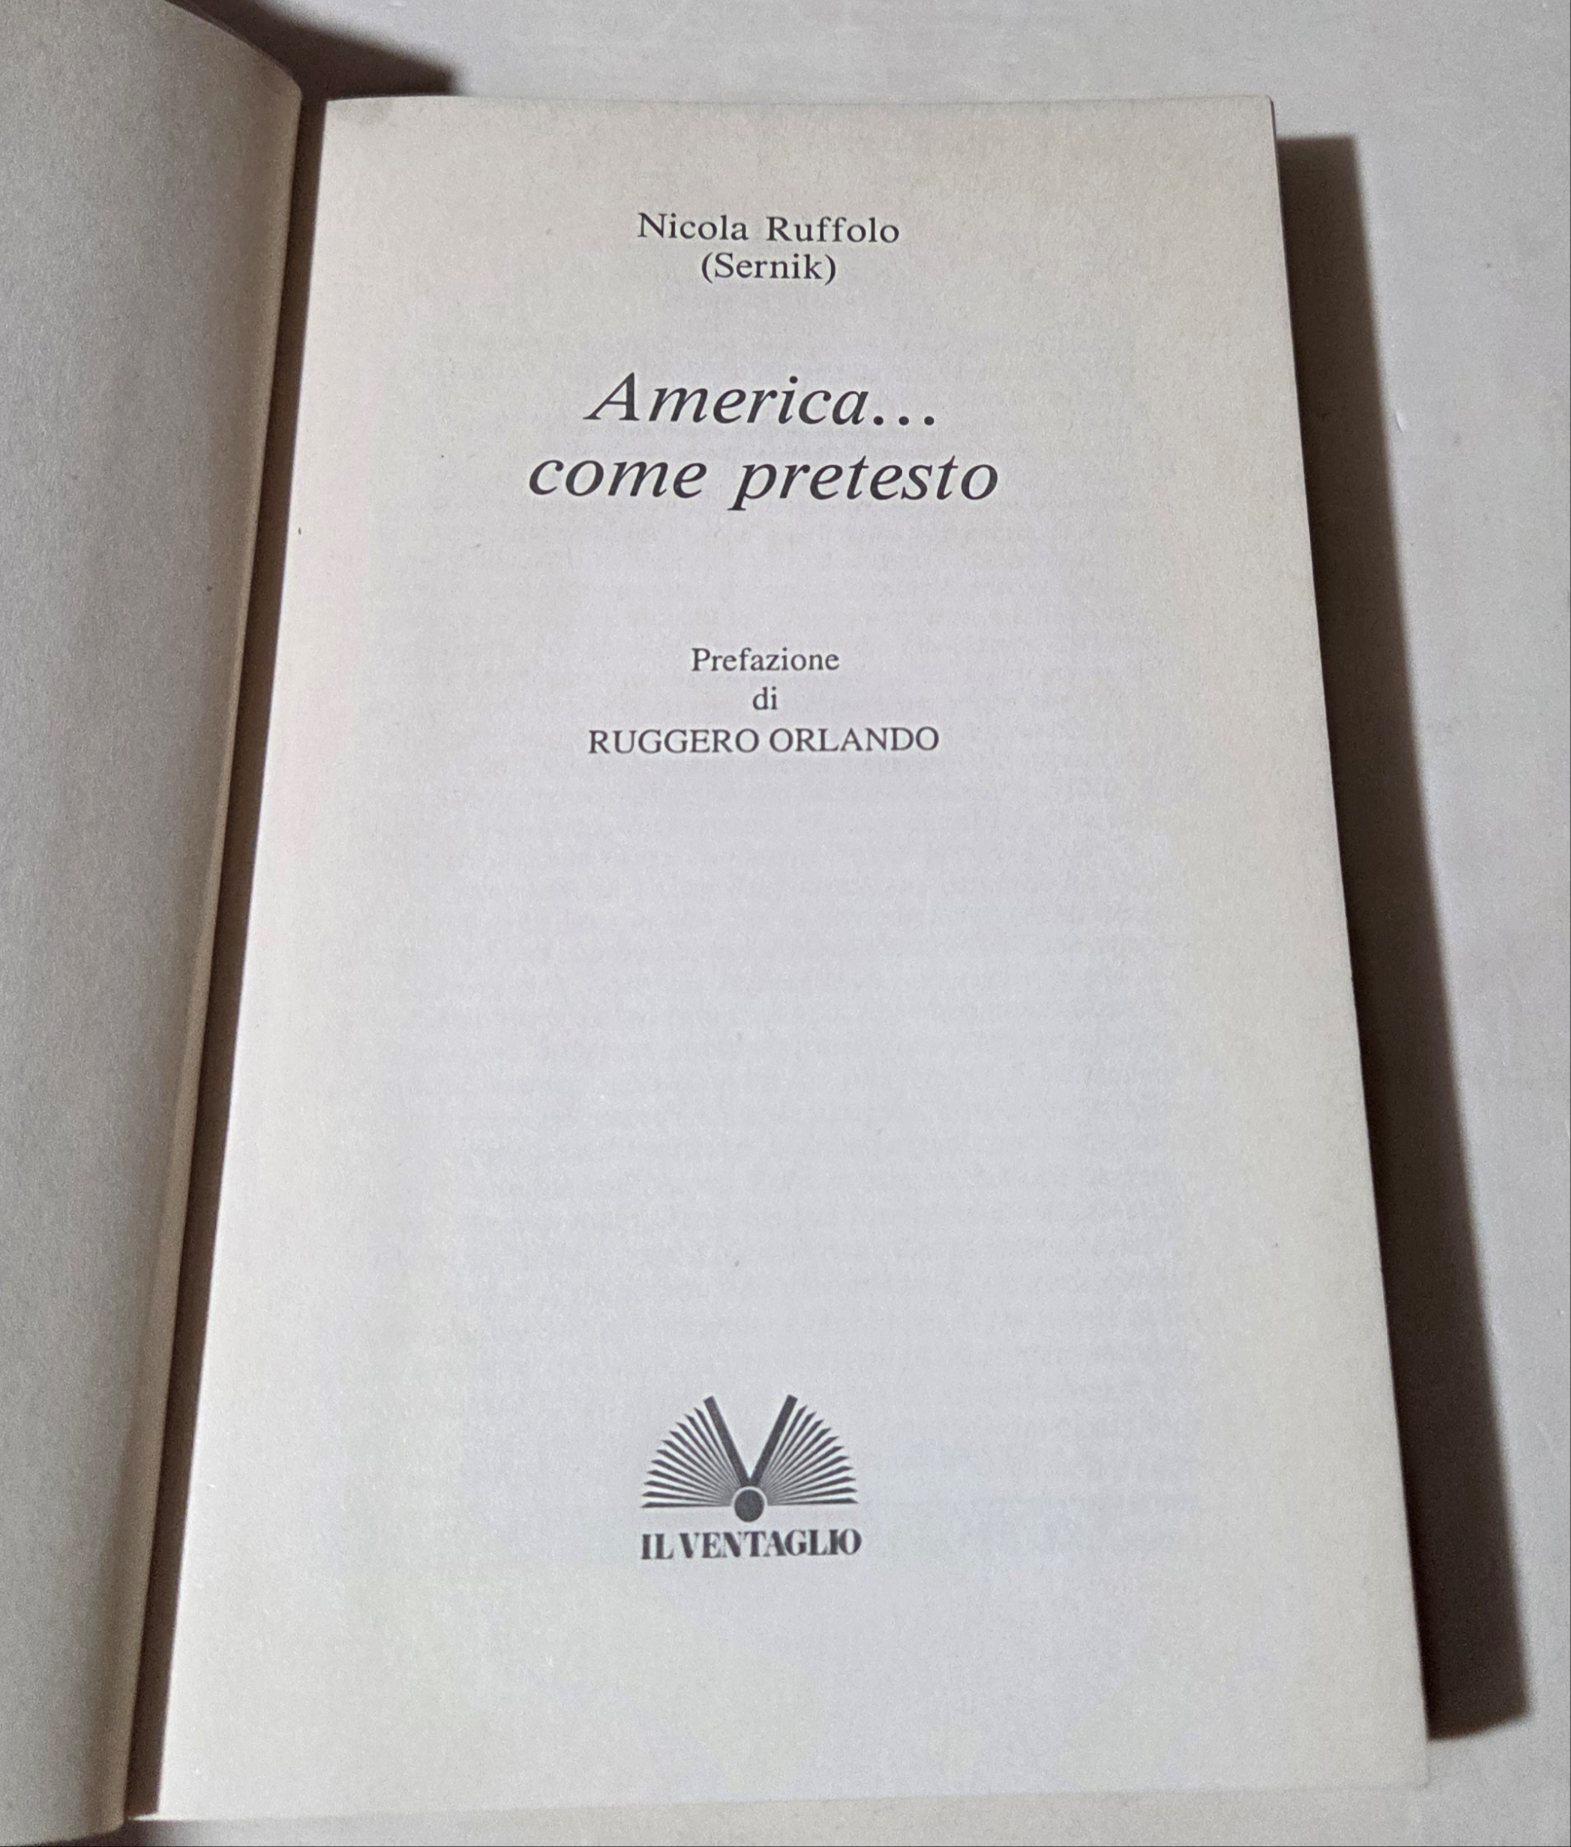 Nicola Ruffolo
(Sernik)
America...
come pretesto
Prefazione
di
RUGGERO ORLANDO
IL VENTAGLIO